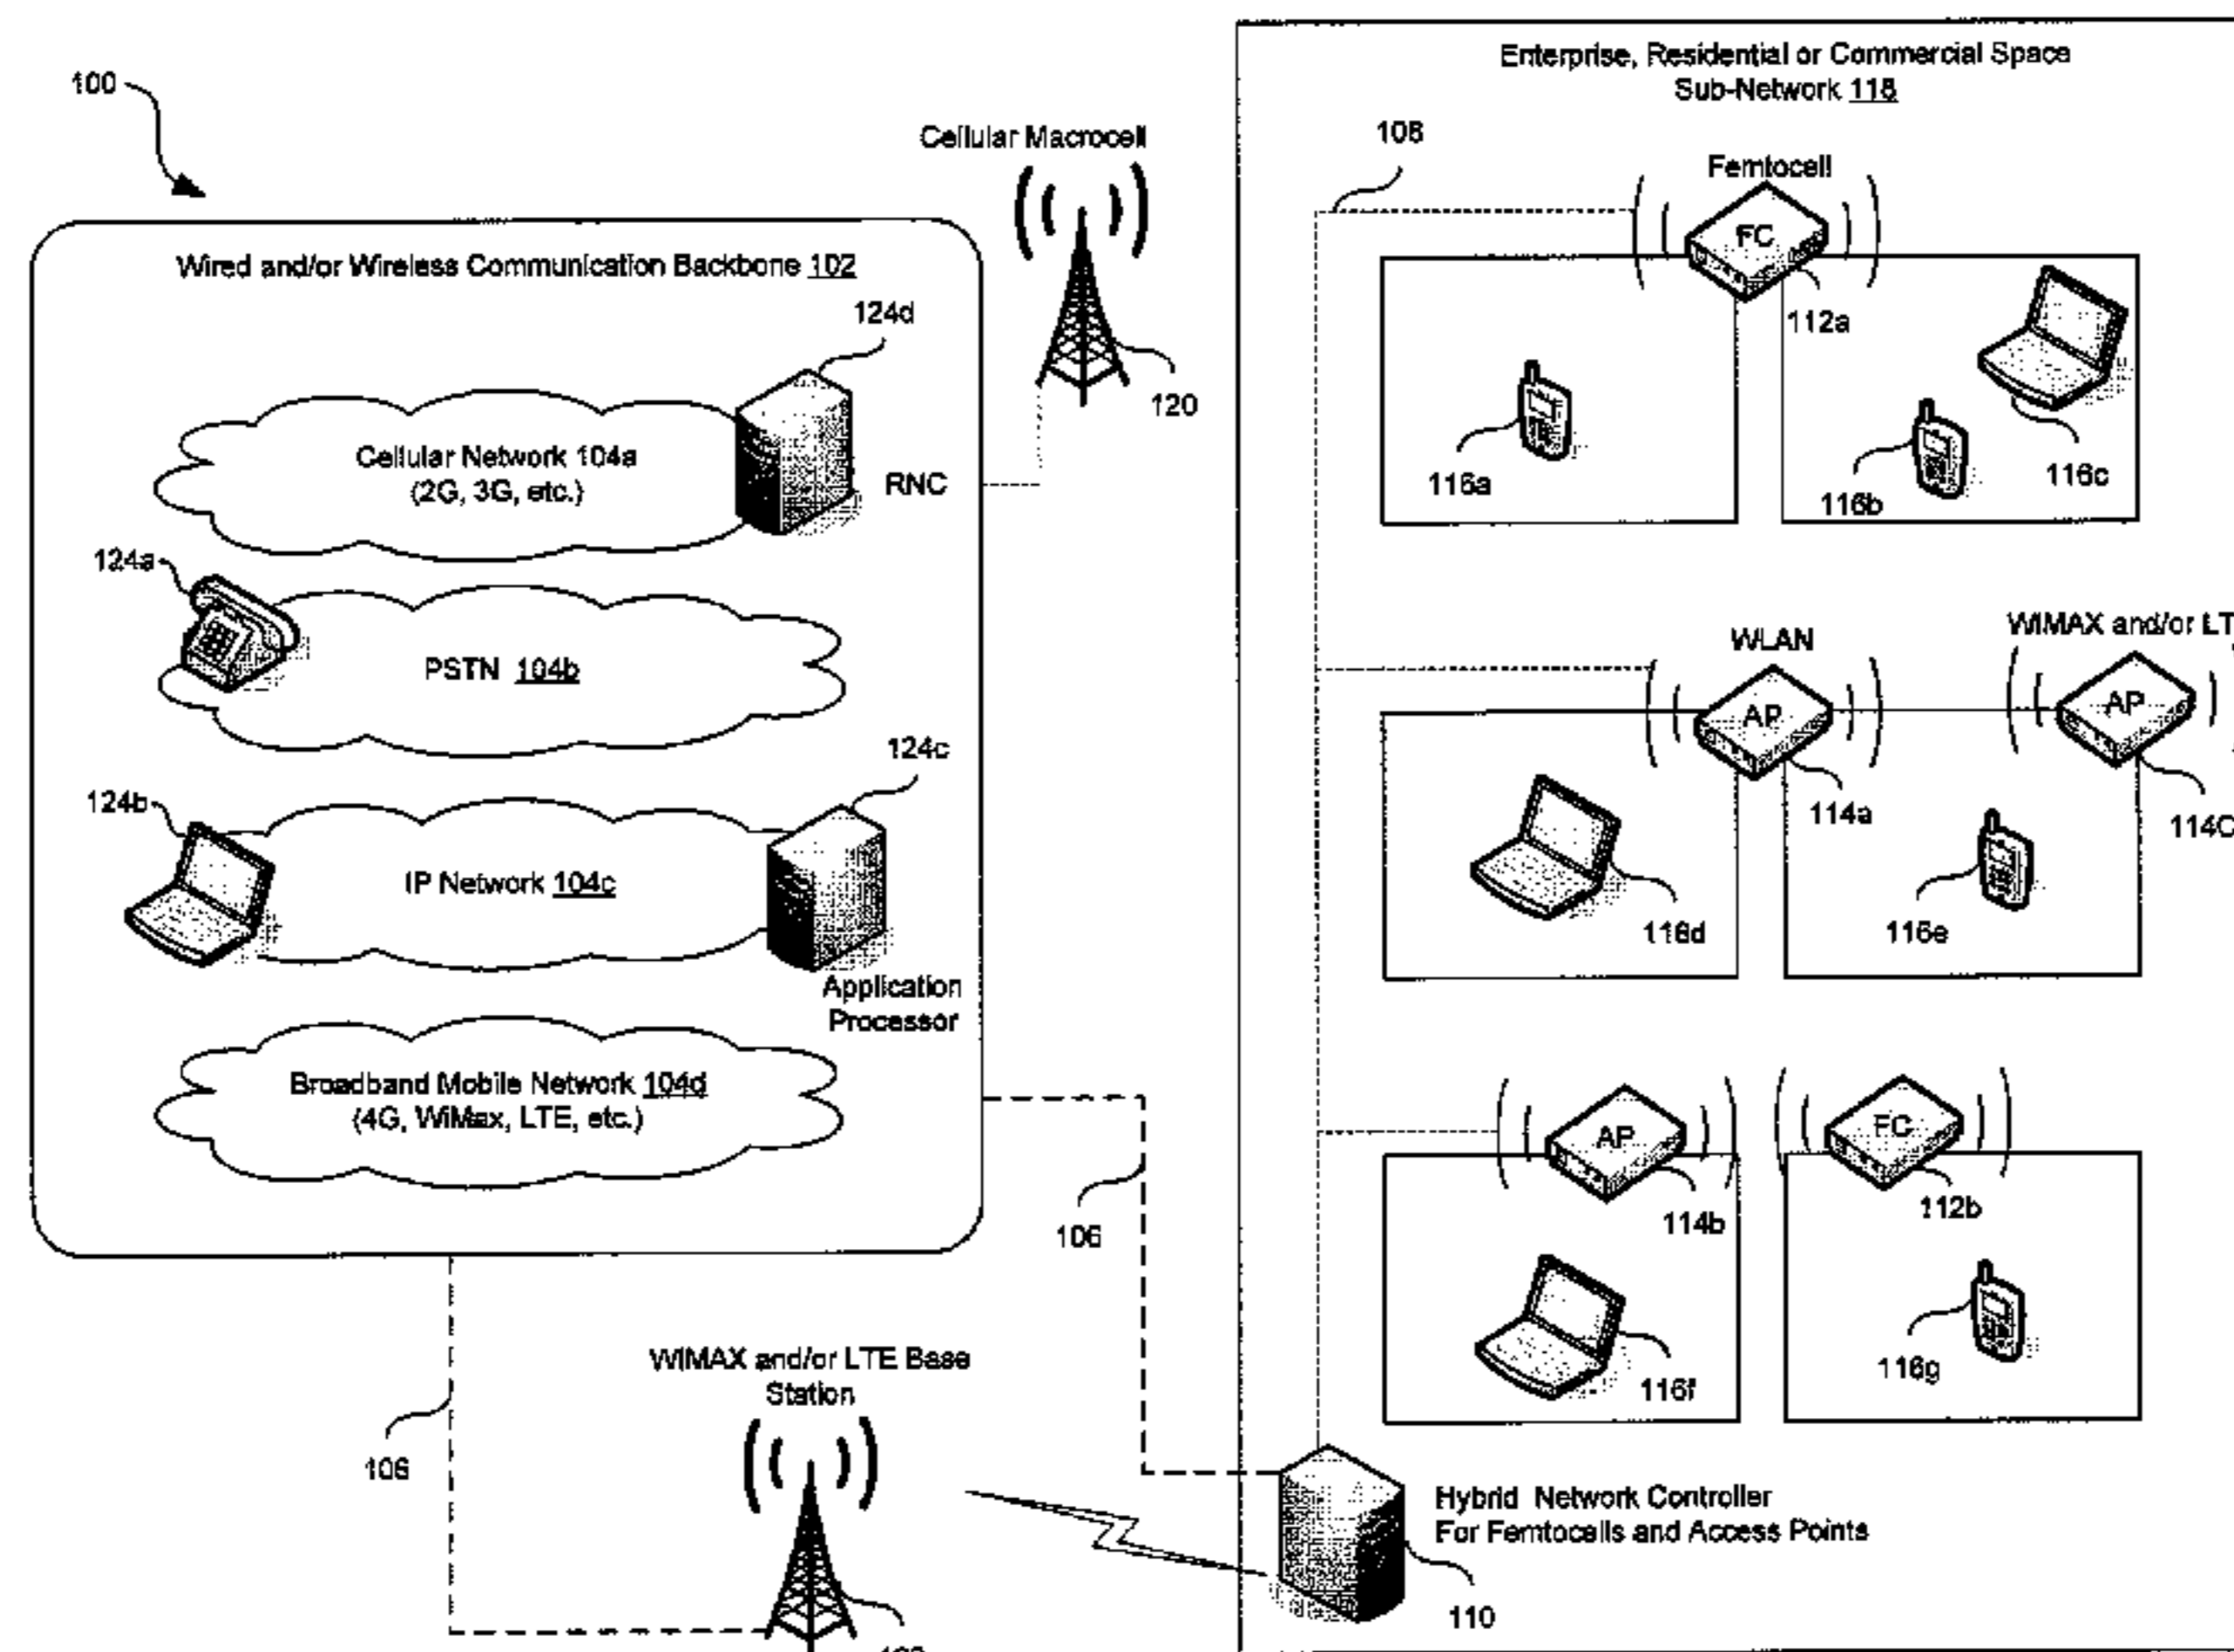 100
Wired and/or Wireless Communication Backbone 102
124d
Cellular Network 104a
(2G, 3G, etc.)
RNC
Cellular Macrocell
120
124a
PSTN 104b
124c
124b
IP Network 104c
Application
Processor
Broadband Mobile Network 104d
(4G, WiMax, LTE, etc.)
106
106
WIMAX and/or LTE Base
Station
Enterprise, Residential or Commercial Space
Sub-Network 118
108
Femtocell
FC
112a
116a
116b
116c
WLAN
WIMAX and/or LT
AP
AP
114a
114C
116d
116e
AP
FC
114b
112b
116f
116g
Hybrid Network Controller
For Femtocells and Access Points
110